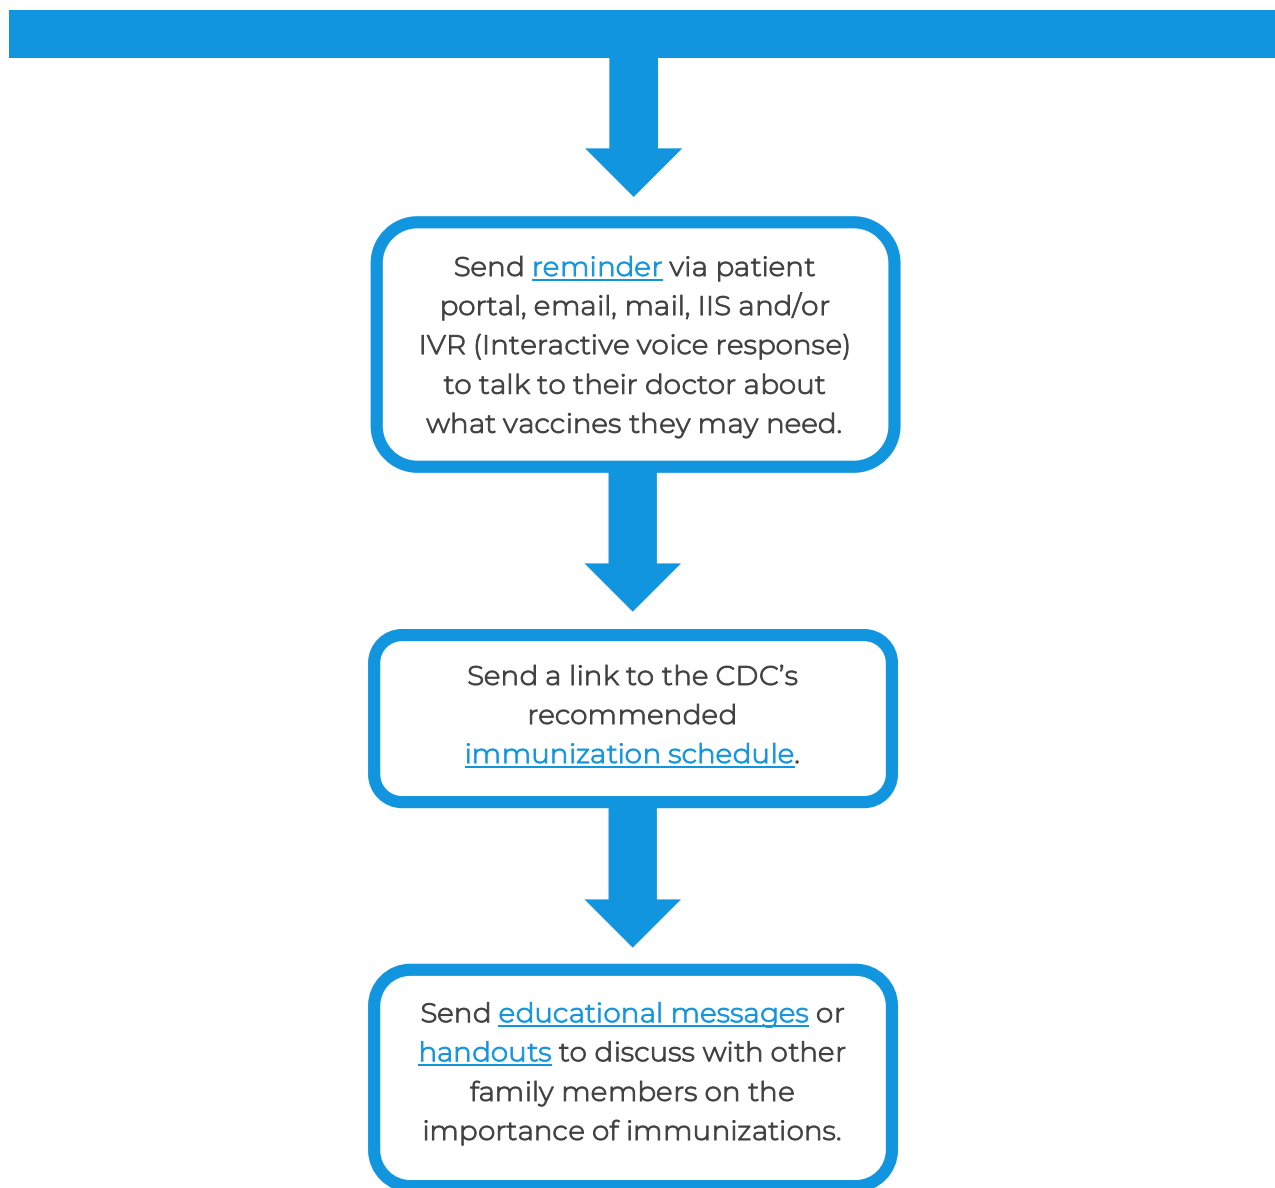 Send reminder via patient
portal, email, mail, IIS and/or
IVR (Interactive voice response)
to talk to their doctor about
what vaccines they may need.
Send a link to the CDC’s
recommended
immunization schedule.
Send educational messages or
handouts to discuss with other
family members on the
importance of immunizations.